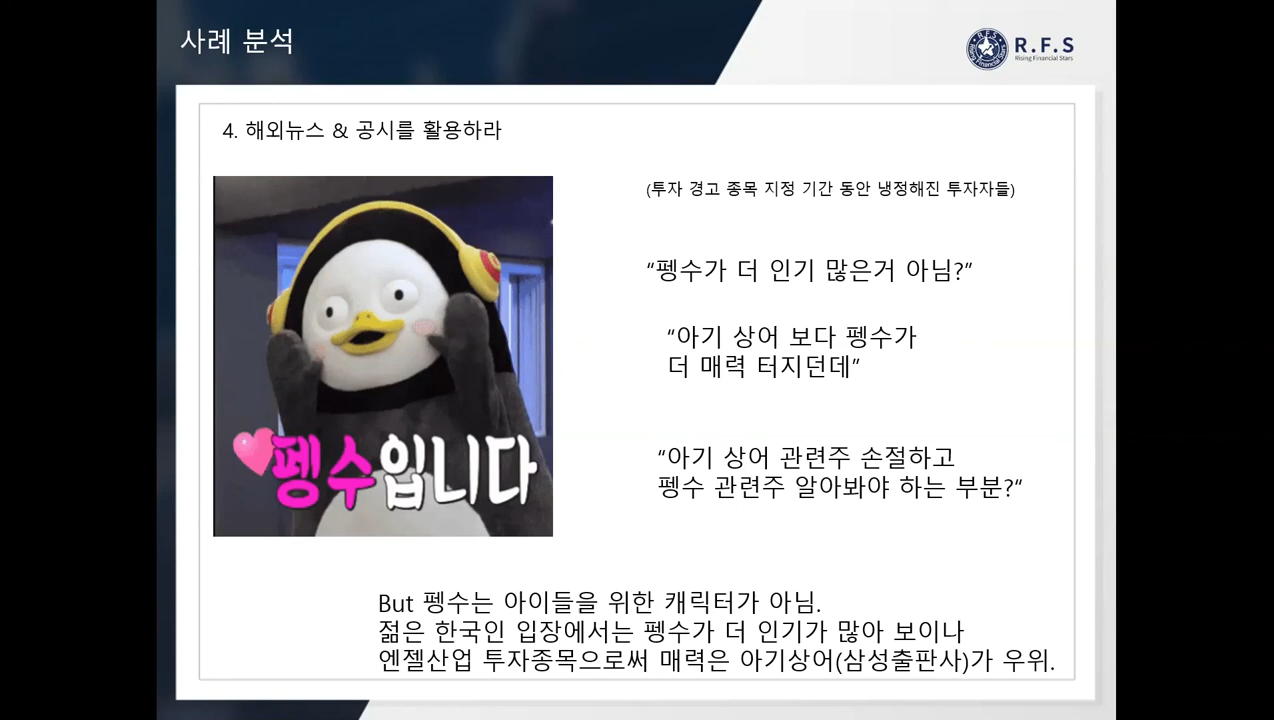 사례 분석
R.F.S
Rising Financial Stars
4. 해외뉴스 & 공시를 활용하라
(투자 경고 종목 지정 기간 동안 냉정해진 투자자들)
“펭수가 더 인기 많은거 아님?”
“아기 상어 보다 펭수가
더 매력 터지던데”
“아기 상어 관련주 손절하고
펭수 관련주 알아봐야 하는 부분?“
펭수입니다
But 펭수는 아이들을 위한 캐릭터가 아님.
젊은 한국인 입장에서는 펭수가 더 인기가 많아 보이나
엔젤산업 투자종목으로써 매력은 아기상어(삼성출판사)가 우위.